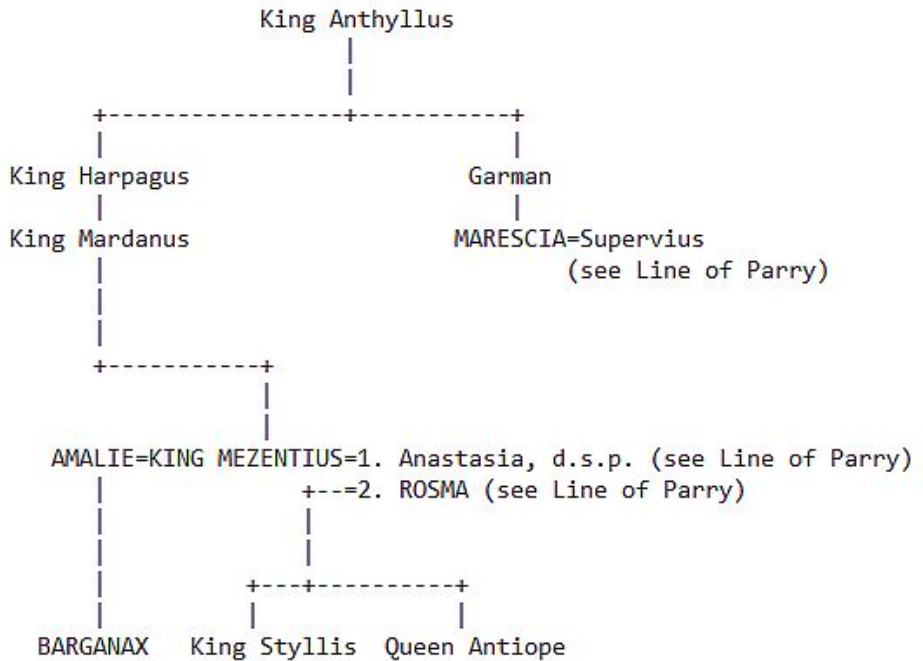 King Anthyllus
King Harpagus Garman
King Mardanus MARESCIA=Supervius
(see Line of Parry)
AMALIE=KING MEZENTIUS=1. Anastasia, d.s.p. (see Line of Parry)
+--=2. ROSMA (see Line of Parry)
BARGANAX King Styllis Queen Antiope